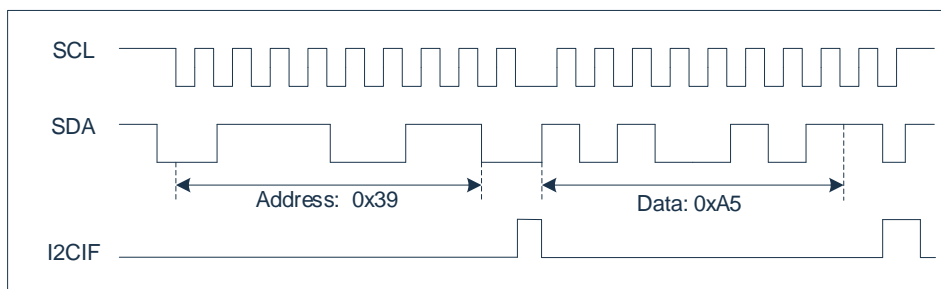 SCL
SDA
Address: 0x39
Data: 0xA5
I2CIF